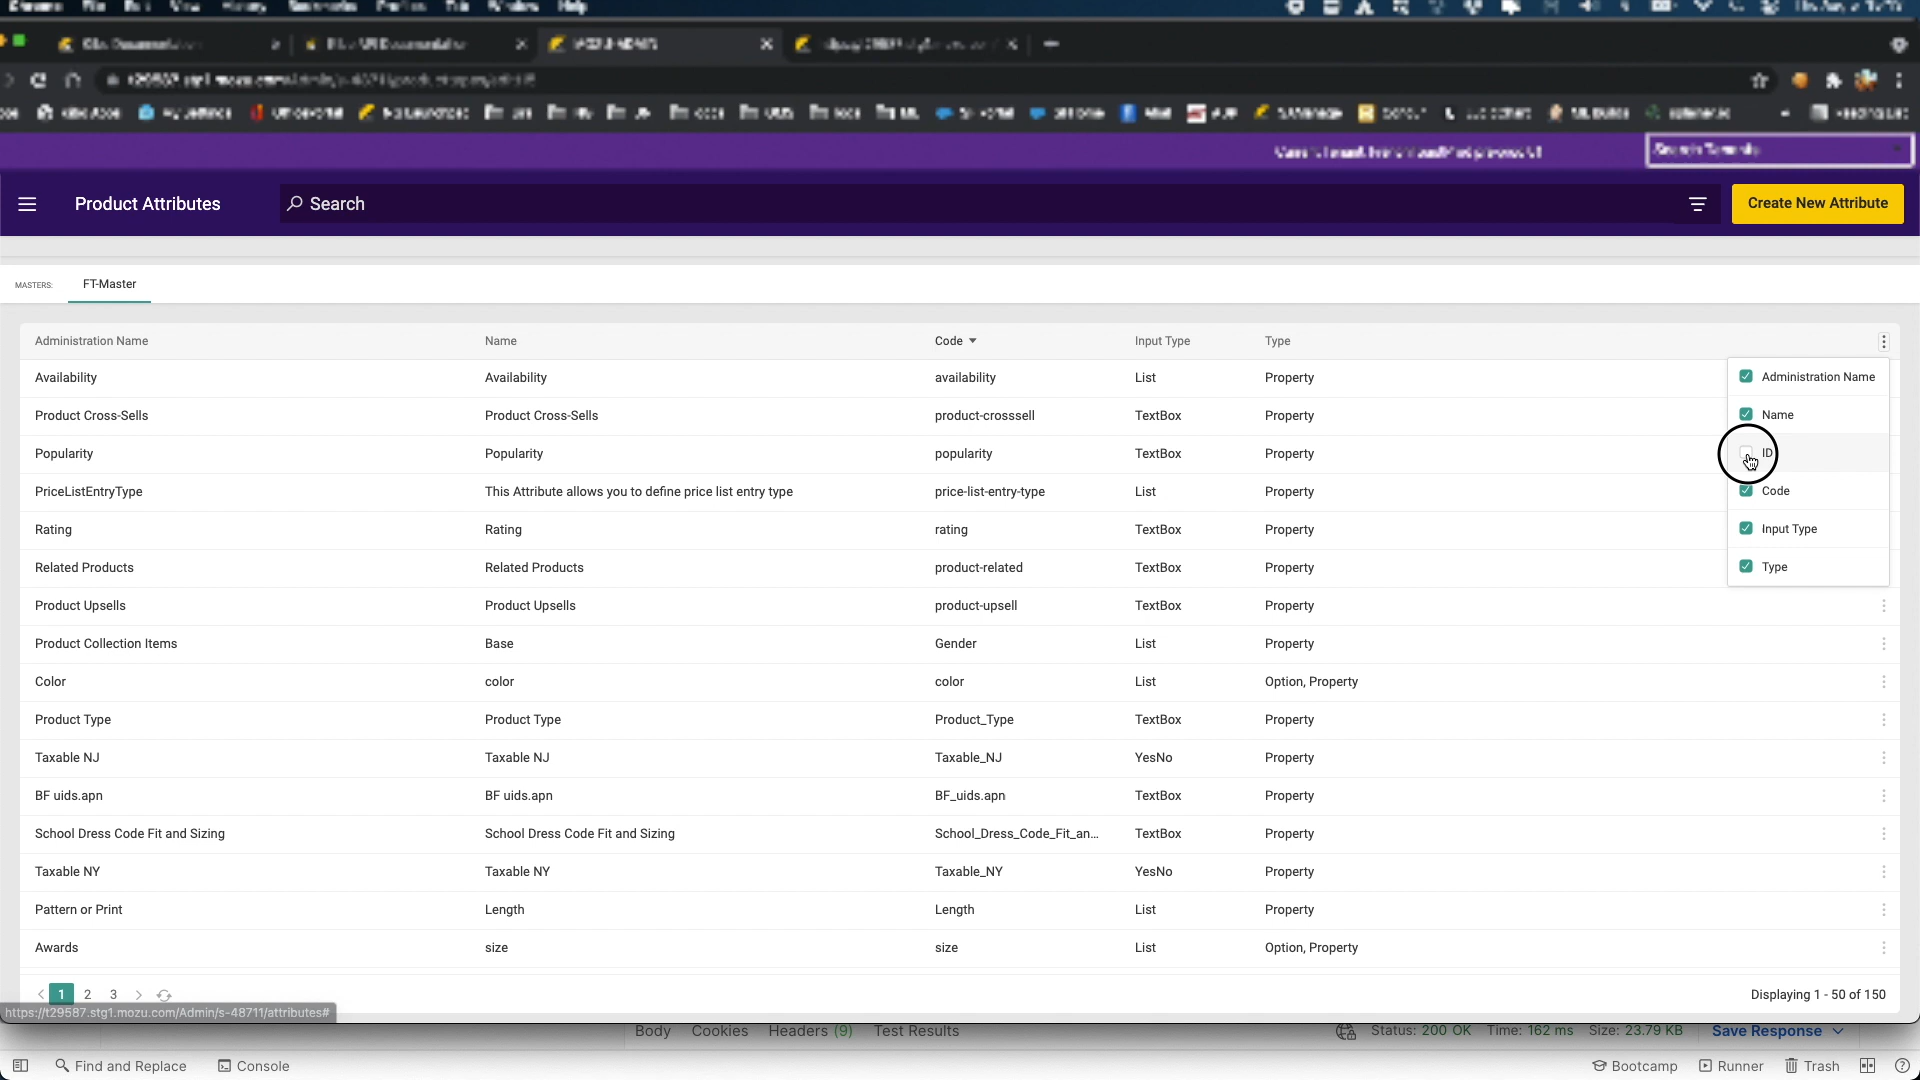 Product Attributes
Search
Create New Attribute
MASTERS:
FT-Master
Administration Name Name Code Input Type Type
Availability Availability availability List Property
Product Cross-Sells Product Cross-Sells product-crosssell TextBox Property
Popularity Popularity popularity TextBox Property
PriceListEntryType This Attribute allows you to define price list entry type price-list-entry-type List Property
Rating Rating rating TextBox Property
Related Products Related Products product-related TextBox Property
Product Upsells Product Upsells product-upsell TextBox Property
Product Collection Items Base Gender List Property
Color color color List Option, Property
Product Type Product Type Product_Type TextBox Property
Taxable NJ Taxable NJ Taxable_NJ YesNo Property
BF uids.apn BF uids.apn BF_uids.apn TextBox Property
School Dress Code Fit and Sizing School Dress Code Fit and Sizing School_Dress_Code_Fit_an... TextBox Property
Taxable NY Taxable NY Taxable_NY YesNo Property
Pattern or Print Length Length List Property
Awards size size List Option, Property
Administration Name
Name
ID
Code
Input Type
Type
1 2 3
Displaying 1 - 50 of 150
https://t29587.stg1.mozu.com/Admin/s-48711/attributes#
Body Cookies Headers (9) Test Results Status: 200 OK Time: 162 ms Size: 23.79 KB Save Response
Find and Replace Console Bootcamp Runner Trash